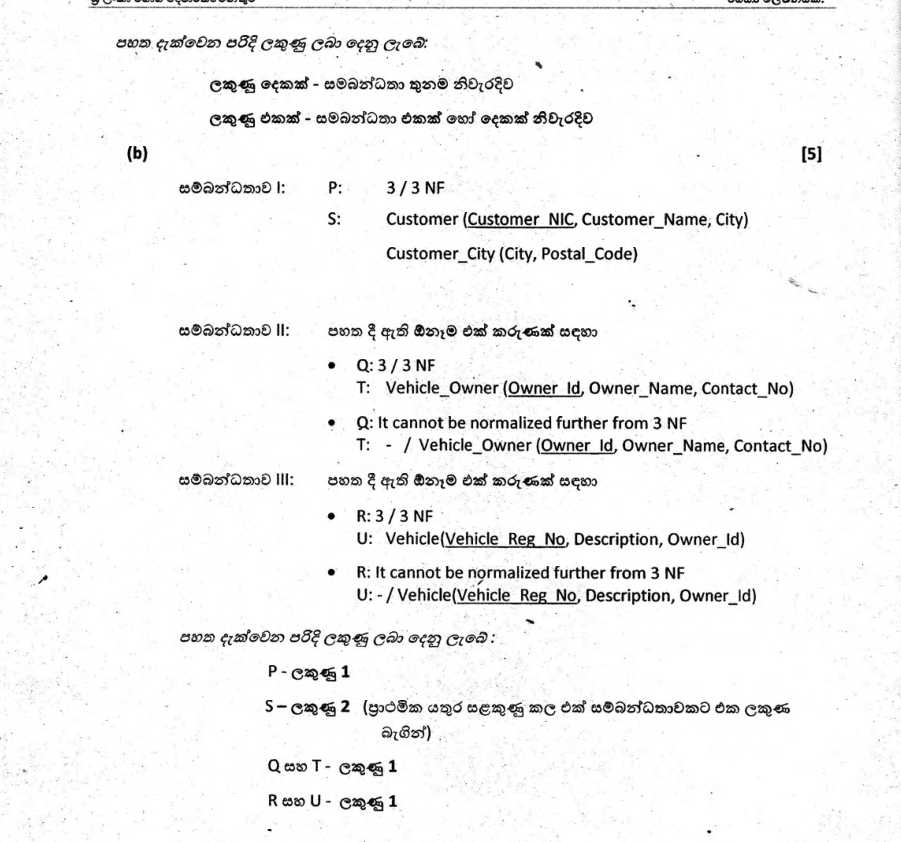 පහත දැක්වෙන පරිදි ලකුණු ලබා දෙනු ලැබේ:
ලකුණු දෙකක් - සමබන්ධතා තුනම නිවැරදිව
ලකුණු එකක් - සමබන්ධතා එකක් හෝ දෙකක් නිවැරදිව
(b) [5]
සම්බන්ධතාව I: P: 3 / 3 NF
S: Customer (Customer_NIC, Customer_Name, City)
Customer_City (City, Postal_Code)
සම්බන්ධතාව II: පහත දී ඇති ඕනෑම එක් කරුණක් සඳහා
• Q: 3 / 3 NF
T: Vehicle_Owner (Owner_Id, Owner_Name, Contact_No)
• Q: It cannot be normalized further from 3 NF
T: - / Vehicle_Owner (Owner_Id, Owner_Name, Contact_No)
සම්බන්ධතාව III: පහත දී ඇති ඕනෑම එක් කරුණක් සඳහා
• R: 3 / 3 NF
U: Vehicle(Vehicle_Reg_No, Description, Owner_Id)
• R: It cannot be normalized further from 3 NF
U: - / Vehicle(Vehicle_Reg_No, Description, Owner_Id)
පහත දැක්වෙන පරිදි ලකුණු ලබා දෙනු ලැබේ :
P - ලකුණු 1
S – ලකුණු 2 (ප්‍රාථමික යතුර සළකුණු කල එක් සම්බන්ධතාවකට එක ලකුණ
බැගින්)
Q සහ T - ලකුණු 1
R සහ U - ලකුණු 1